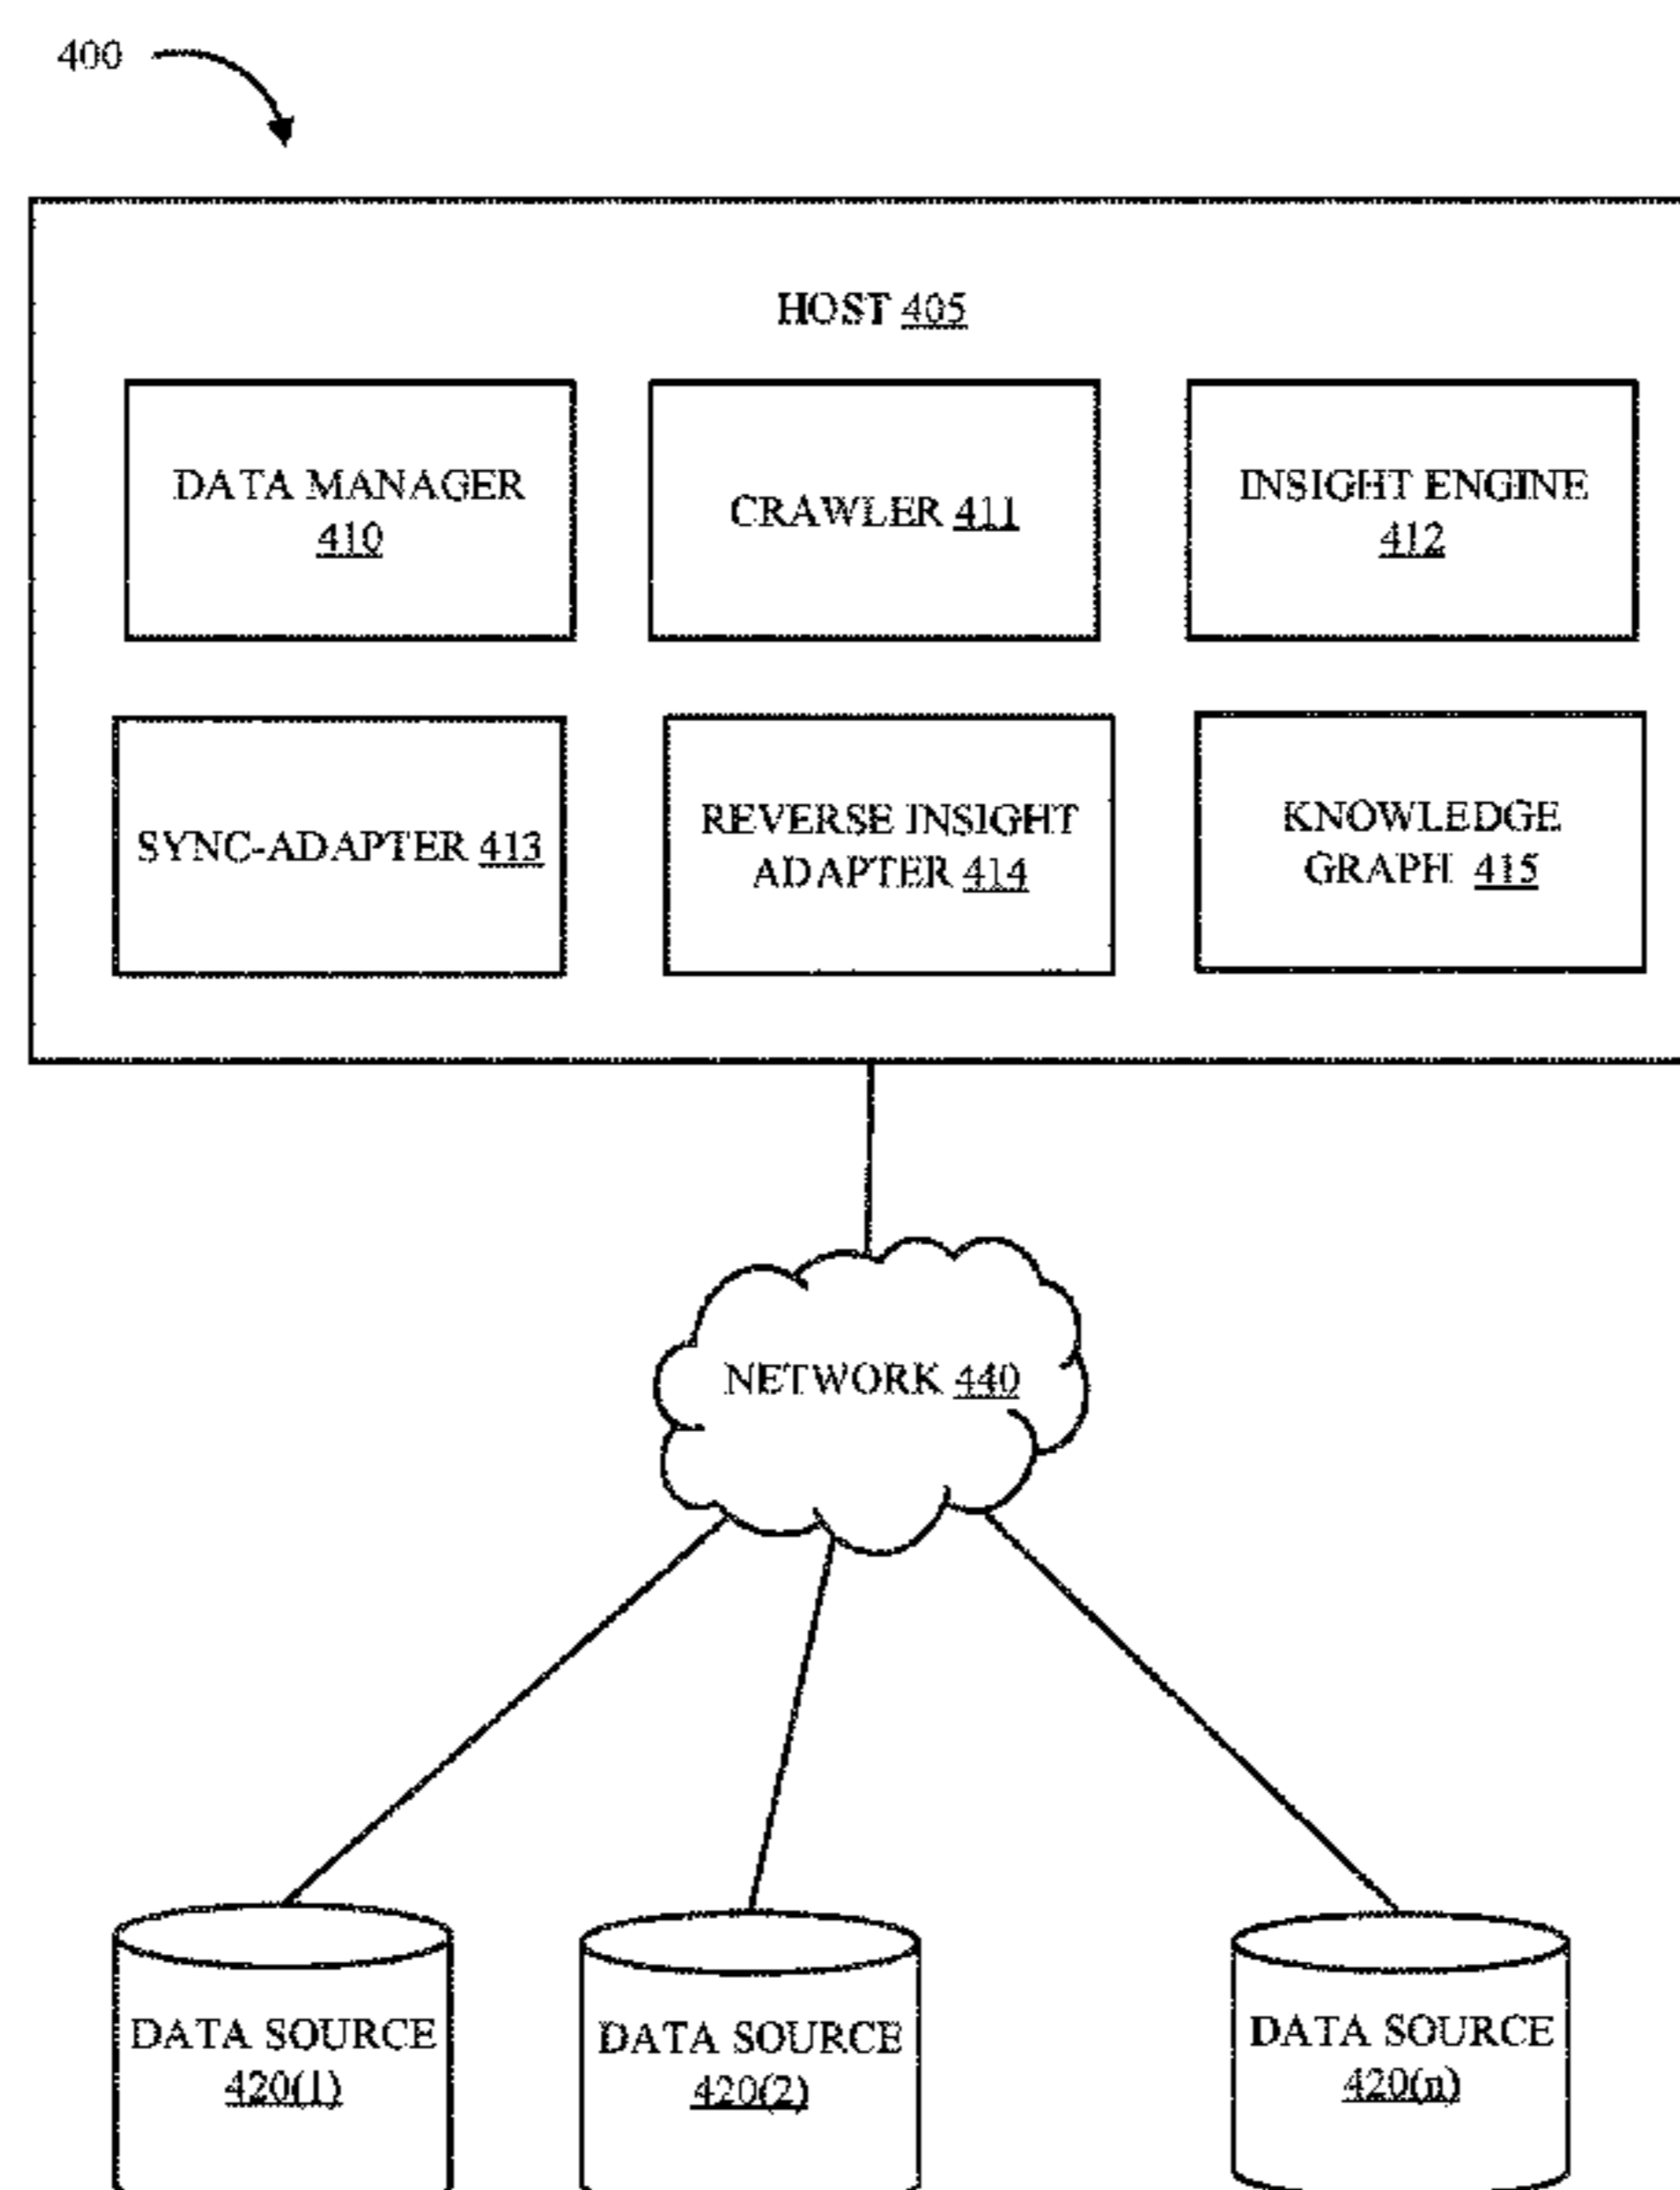 400
HOST 405
DATA MANAGER
410
CRAWLER 411
INSIGHT ENGINE
412
SYNC-ADAPTER 413
REVERSE INSIGHT
ADAPTER 414
KNOWLEDGE
GRAPH 415
NETWORK 440
DATA SOURCE
420(1)
DATA SOURCE
420(2)
DATA SOURCE
420(n)